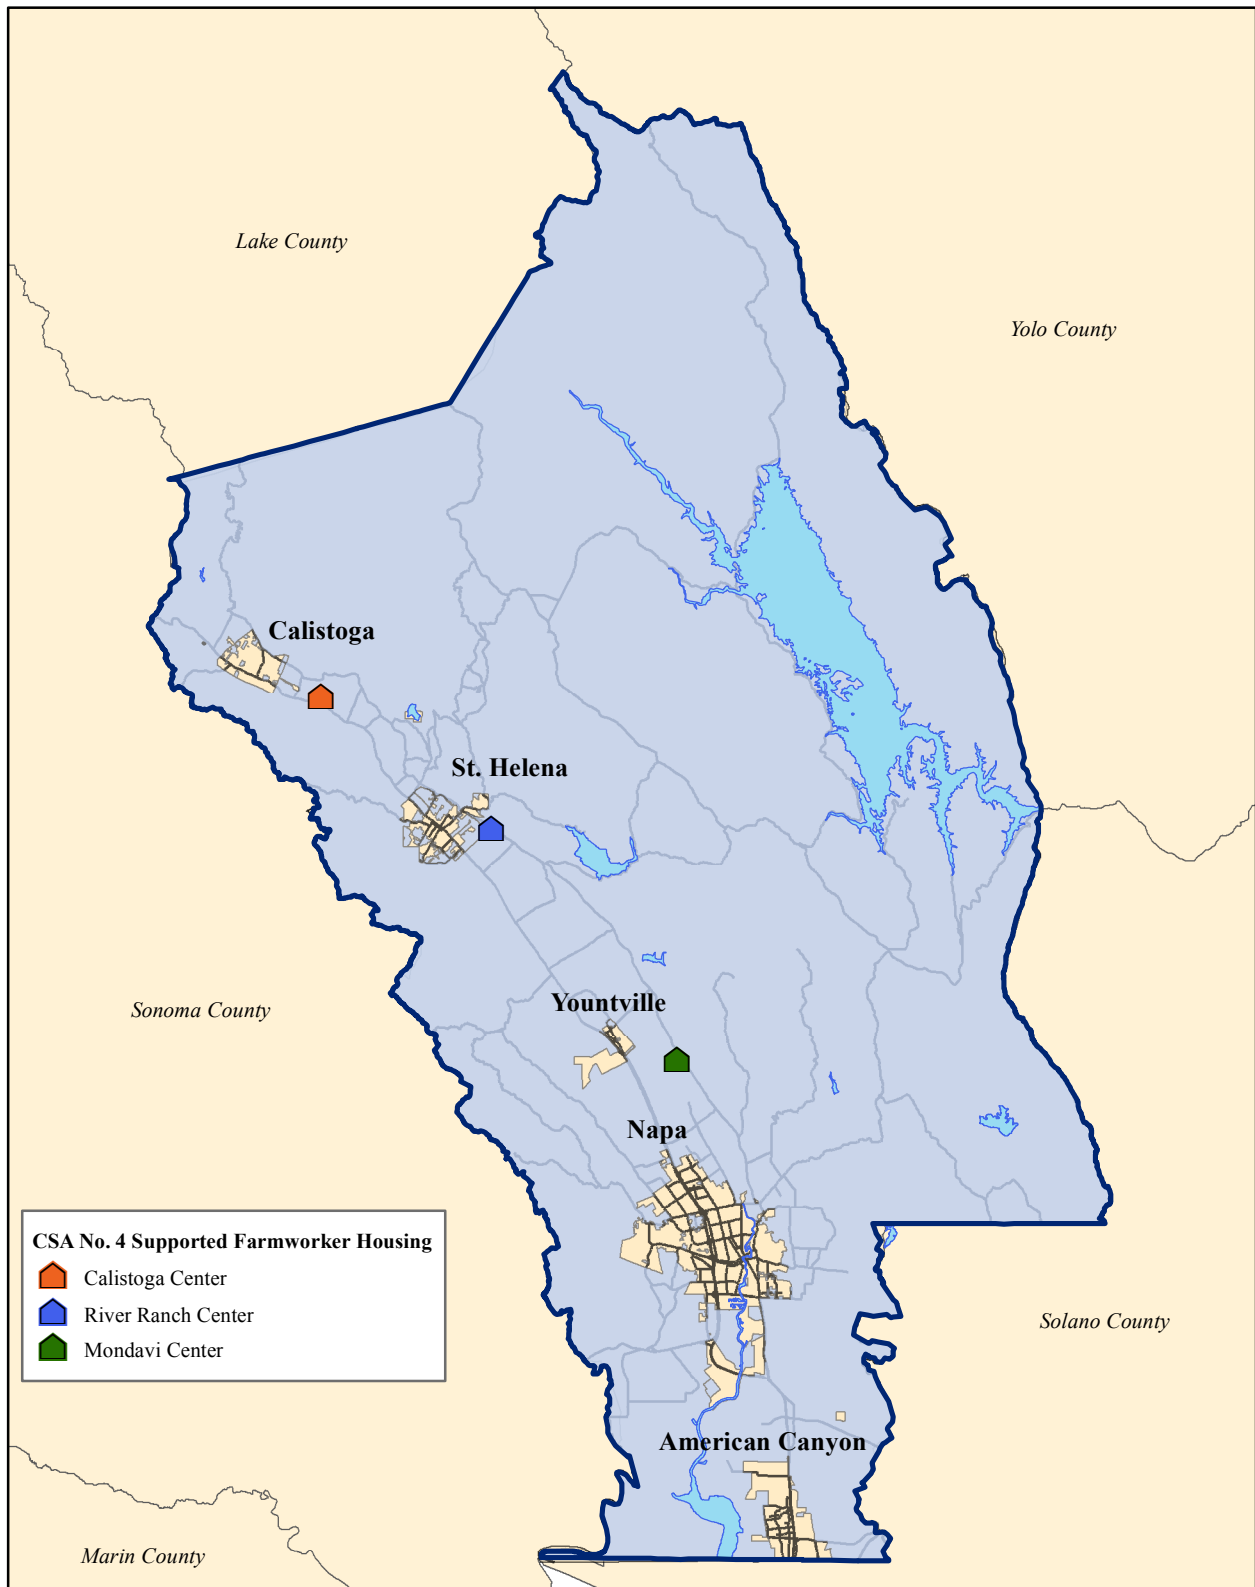 Lake County
Yolo County
Calistoga
St. Helena
Yountville
Sonoma County
Napa
CSA No. 4 Supported Farmworker Housing
Calistoga Center
River Ranch Center
Mondavi Center
Solano County
American Canyon
Marin County